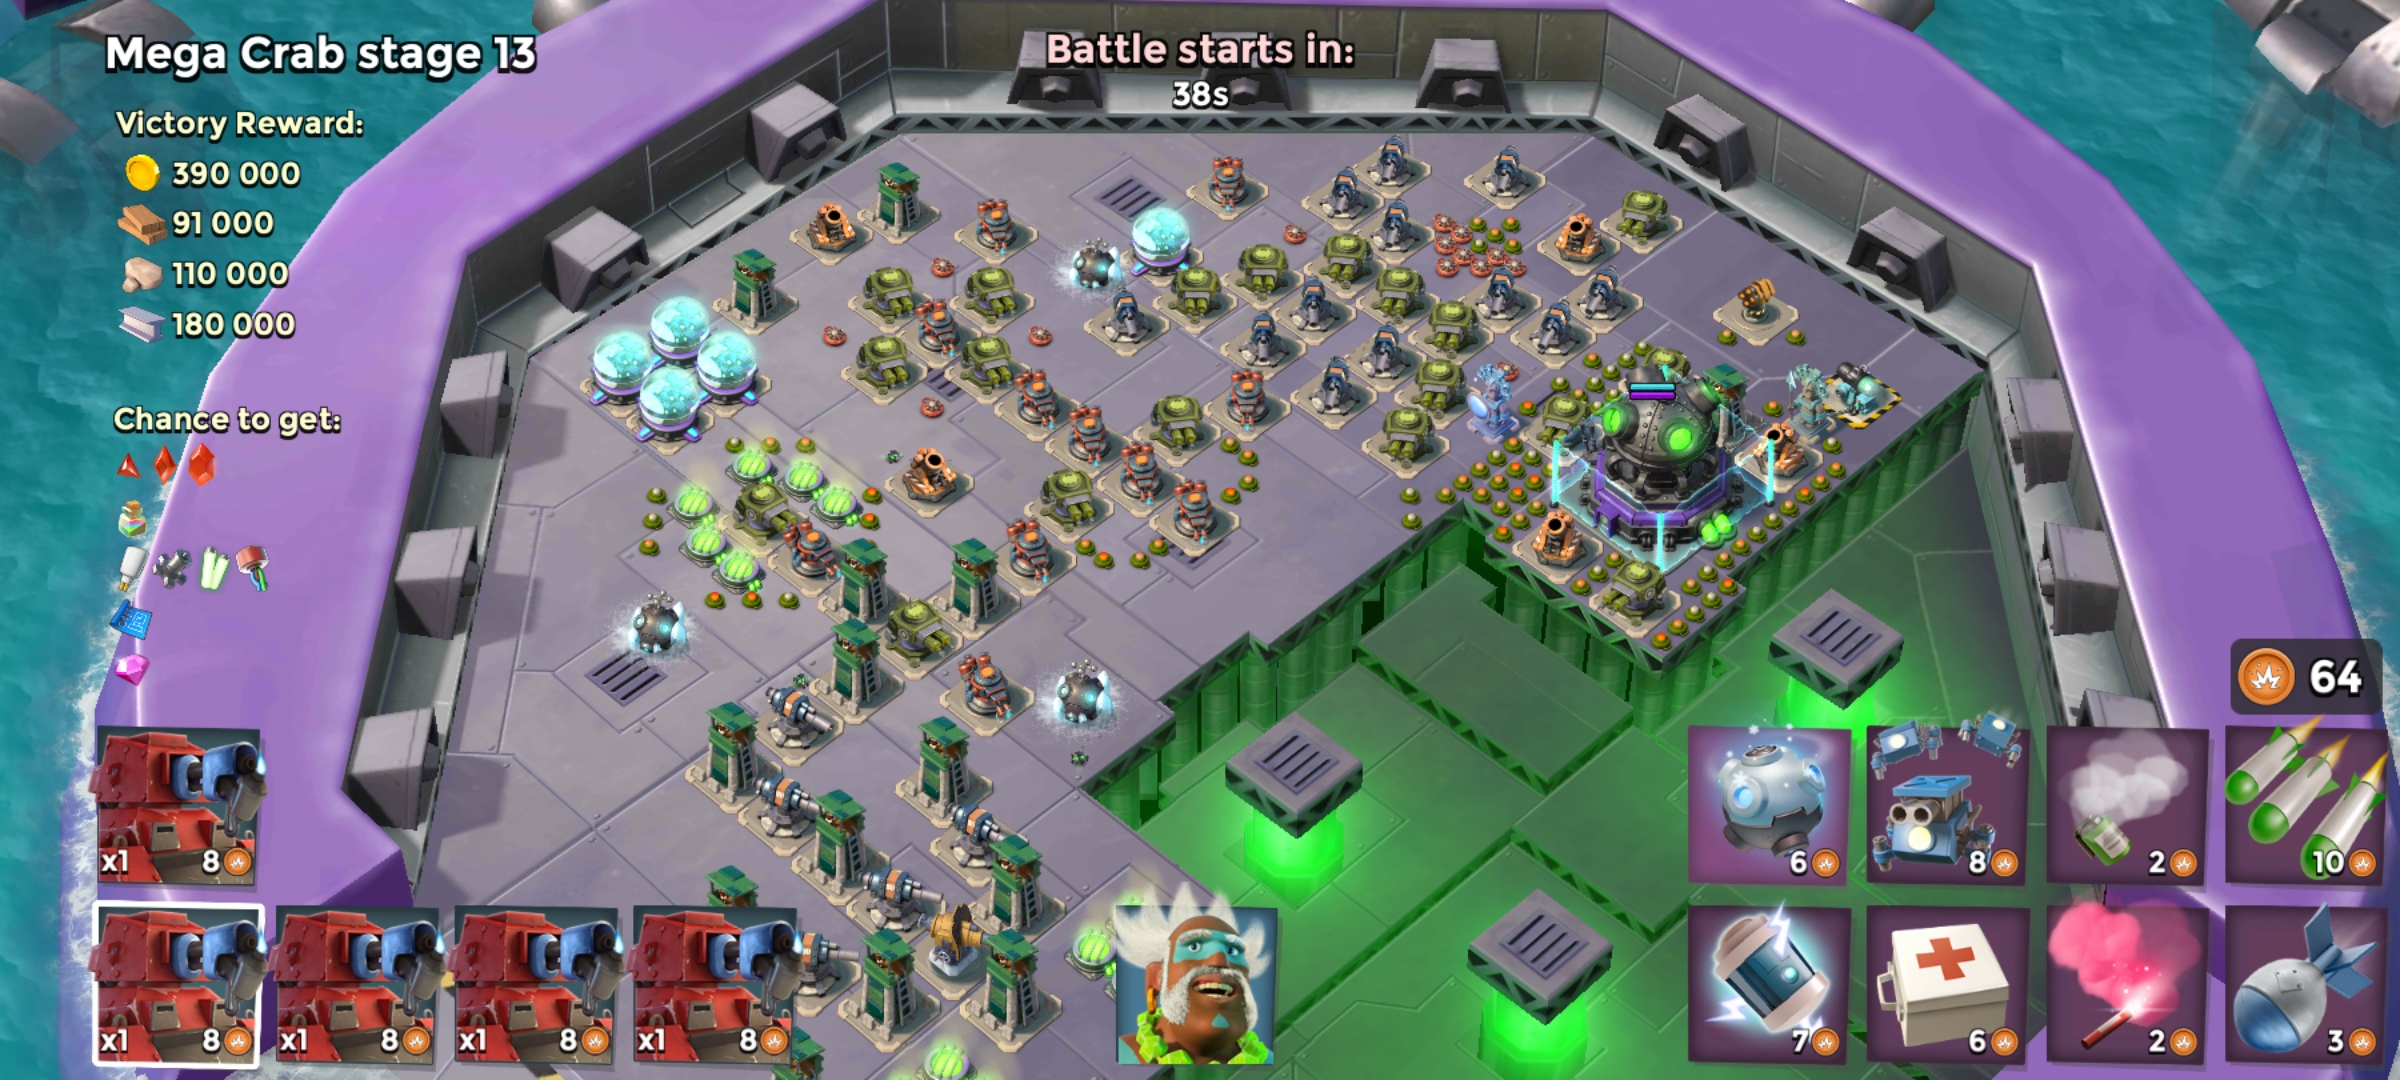 Mega Crab stage 13
Battle starts in:
38s
Victory Reward:
390 000
91 000
110 000
180 000
Chance to get:
64
x1 8
6
8
2
10
x1 8
x1 8
x1 8
x1 8
7
6
2
3